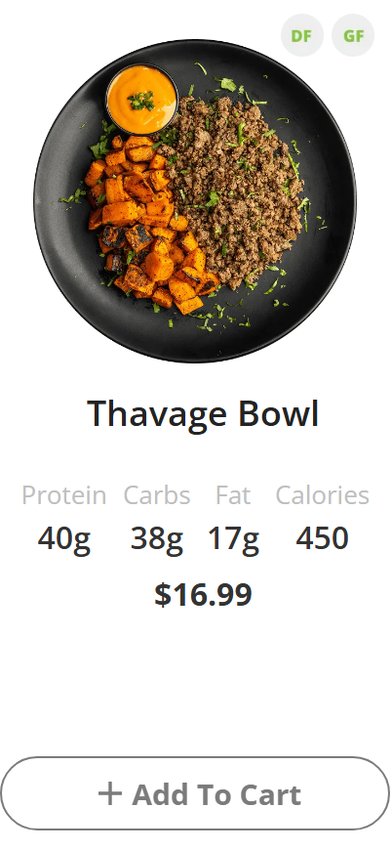 DF GF
Thavage Bowl
Protein Carbs Fat Calories
40g 38g 17g 450
$16.99
+ Add To Cart